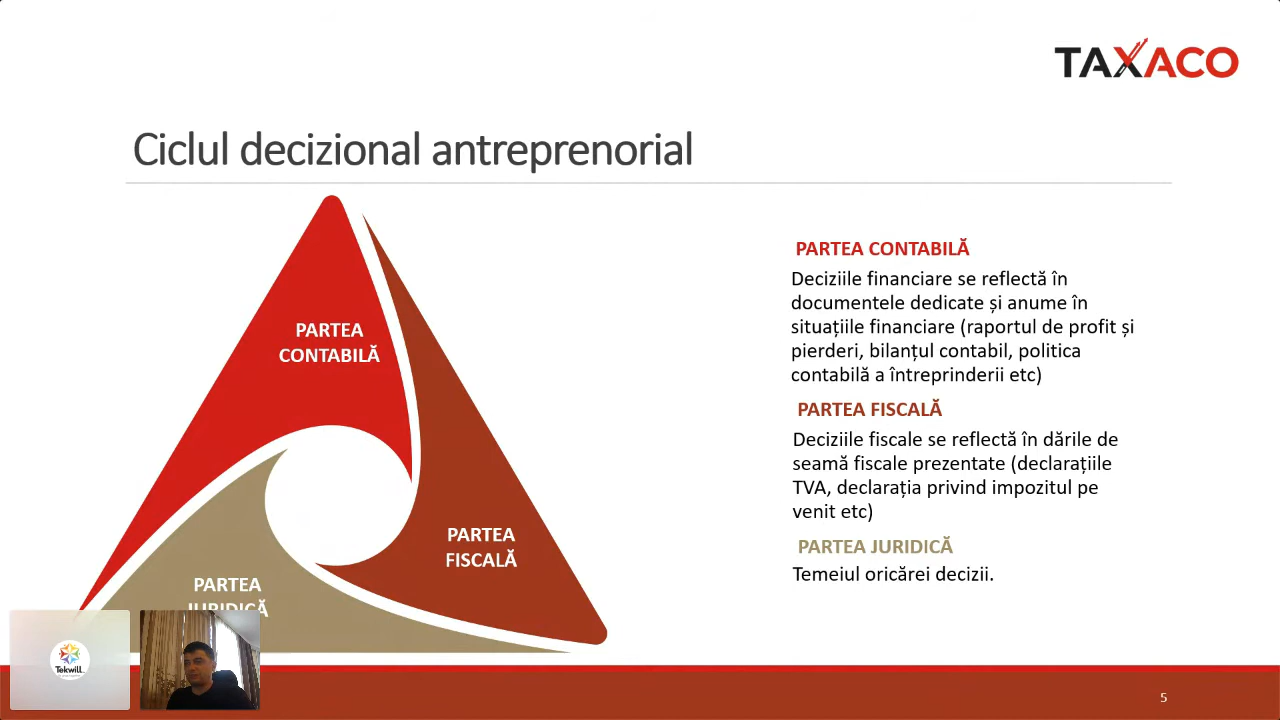 TAXACO
Ciclul decizional antreprenorial
PARTEA
CONTABILĂ
PARTEA
FISCALĂ
PARTEA
JURIDICĂ
PARTEA CONTABILĂ
Deciziile financiare se reflectă în
documentele dedicate și anume în
situațiile financiare (raportul de profit și
pierderi, bilanțul contabil, politica
contabilă a întreprinderii etc)
PARTEA FISCALĂ
Deciziile fiscale se reflectă în dările de
seamă fiscale prezentate (declarațiile
TVA, declarația privind impozitul pe
venit etc)
PARTEA JURIDICĂ
Temeiul oricărei decizii.
Tekwill
5